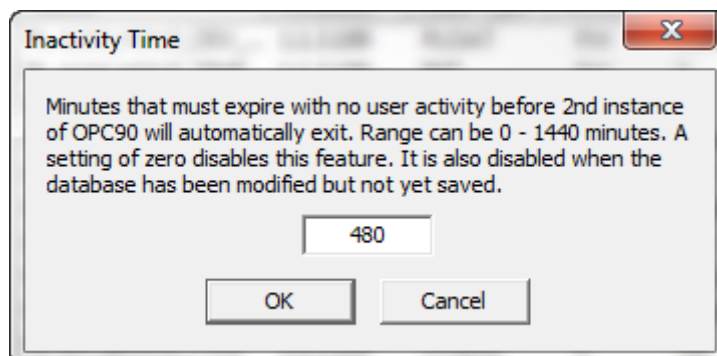 Inactivity Time
Minutes that must expire with no user activity before 2nd instance
of OPC90 will automatically exit. Range can be 0 - 1440 minutes. A
setting of zero disables this feature. It is also disabled when the
database has been modified but not yet saved.
480
OK Cancel